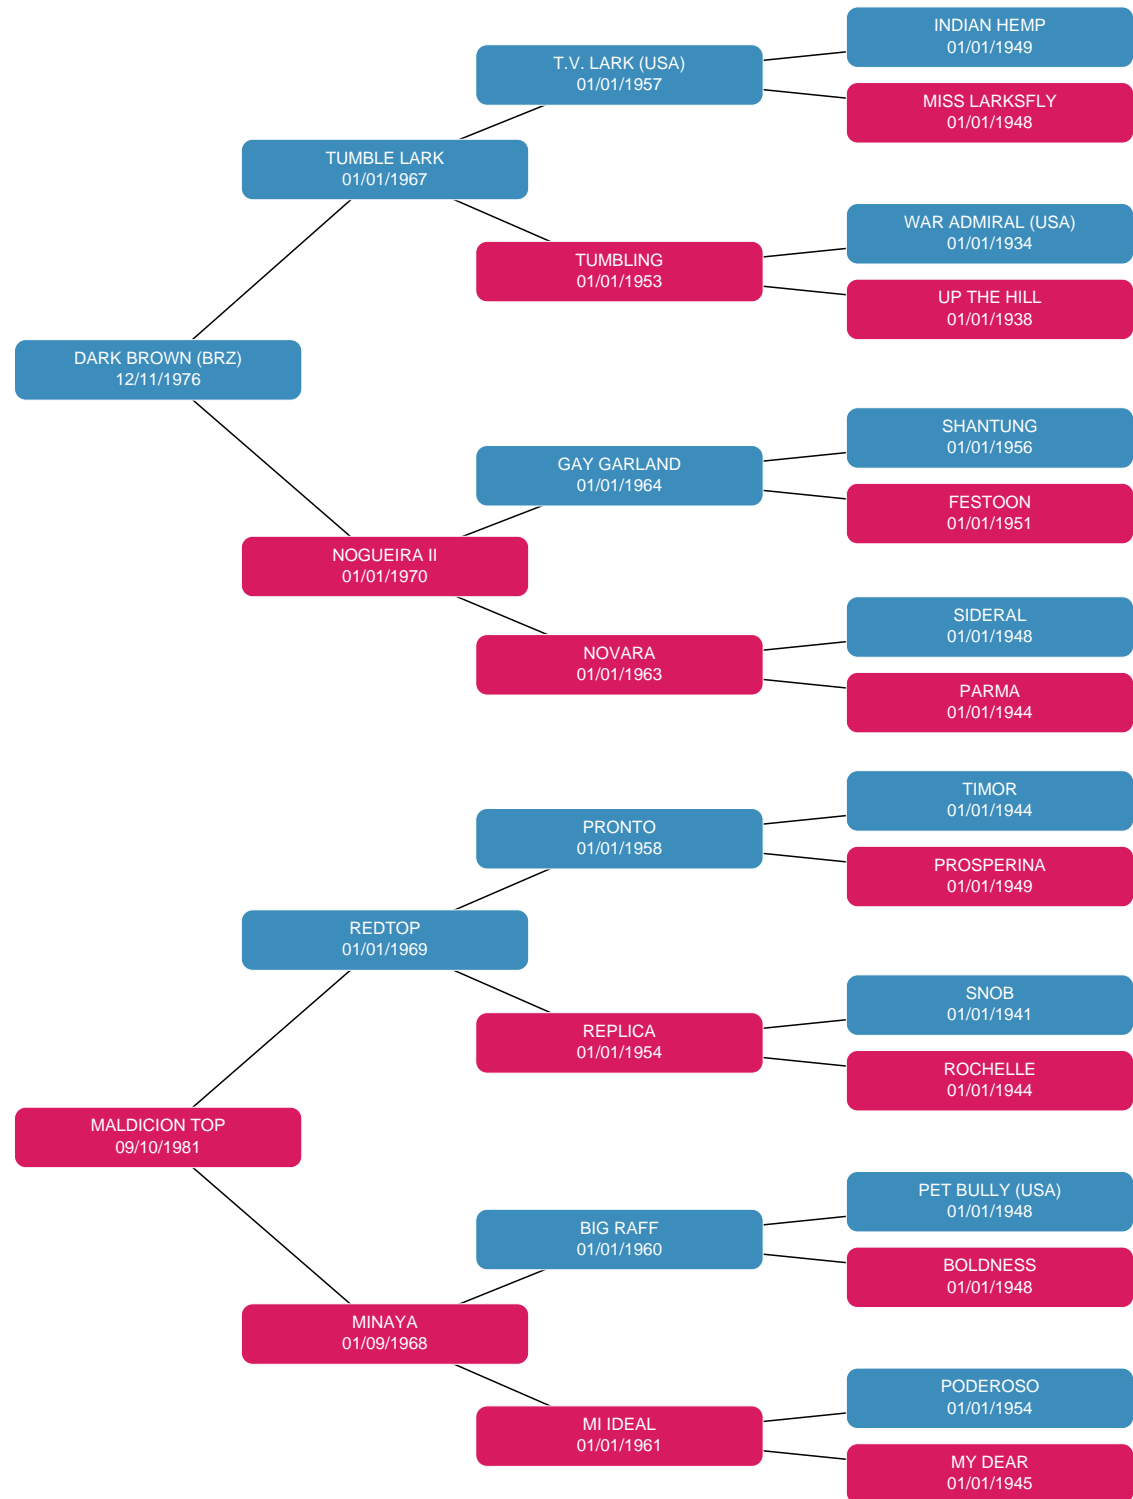 INDIAN HEMP
01/01/1949
T.V. LARK (USA)
01/01/1957
MISS LARKSFLY
01/01/1948
TUMBLE LARK
01/01/1967
WAR ADMIRAL (USA)
01/01/1934
TUMBLING
01/01/1953
UP THE HILL
01/01/1938
DARK BROWN (BRZ)
12/11/1976
SHANTUNG
01/01/1956
GAY GARLAND
01/01/1964
FESTOON
01/01/1951
NOGUEIRA II
01/01/1970
SIDERAL
01/01/1948
NOVARA
01/01/1963
PARMA
01/01/1944
TIMOR
01/01/1944
PRONTO
01/01/1958
PROSPERINA
01/01/1949
REDTOP
01/01/1969
SNOB
01/01/1941
REPLICA
01/01/1954
ROCHELLE
01/01/1944
MALDICION TOP
09/10/1981
PET BULLY (USA)
01/01/1948
BIG RAFF
01/01/1960
BOLDNESS
01/01/1948
MINAYA
01/09/1968
PODEROSO
01/01/1954
MI IDEAL
01/01/1961
MY DEAR
01/01/1945